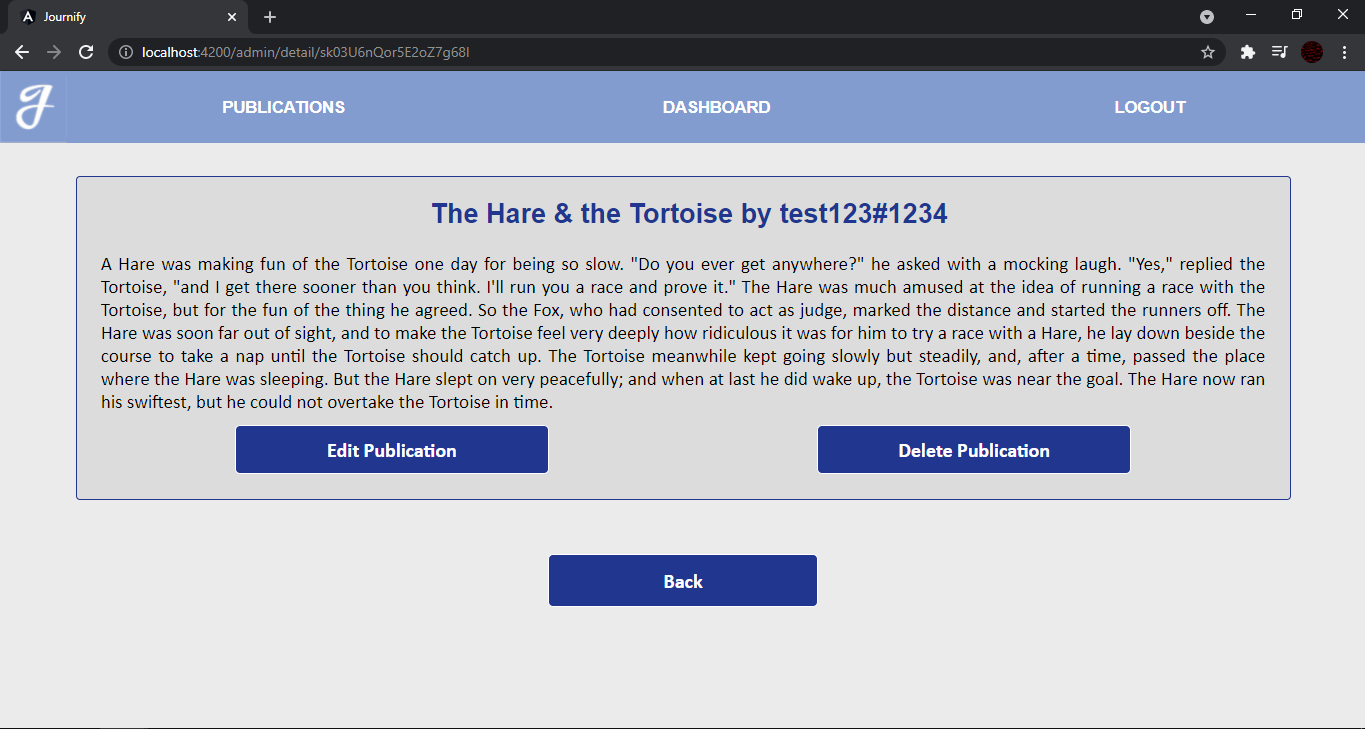 Journify
localhost:4200/admin/detail/sk03U6nQor5E2oZ7g68I
PUBLICATIONS DASHBOARD LOGOUT
The Hare & the Tortoise by test123#1234
A Hare was making fun of the Tortoise one day for being so slow. "Do you ever get anywhere?" he asked with a mocking laugh. "Yes," replied the
Tortoise, "and I get there sooner than you think. I'll run you a race and prove it." The Hare was much amused at the idea of running a race with the
Tortoise, but for the fun of the thing he agreed. So the Fox, who had consented to act as judge, marked the distance and started the runners off. The
Hare was soon far out of sight, and to make the Tortoise feel very deeply how ridiculous it was for him to try a race with a Hare, he lay down beside the
course to take a nap until the Tortoise should catch up. The Tortoise meanwhile kept going slowly but steadily, and, after a time, passed the place
where the Hare was sleeping. But the Hare slept on very peacefully; and when at last he did wake up, the Tortoise was near the goal. The Hare now ran
his swiftest, but he could not overtake the Tortoise in time.
Edit Publication Delete Publication
Back